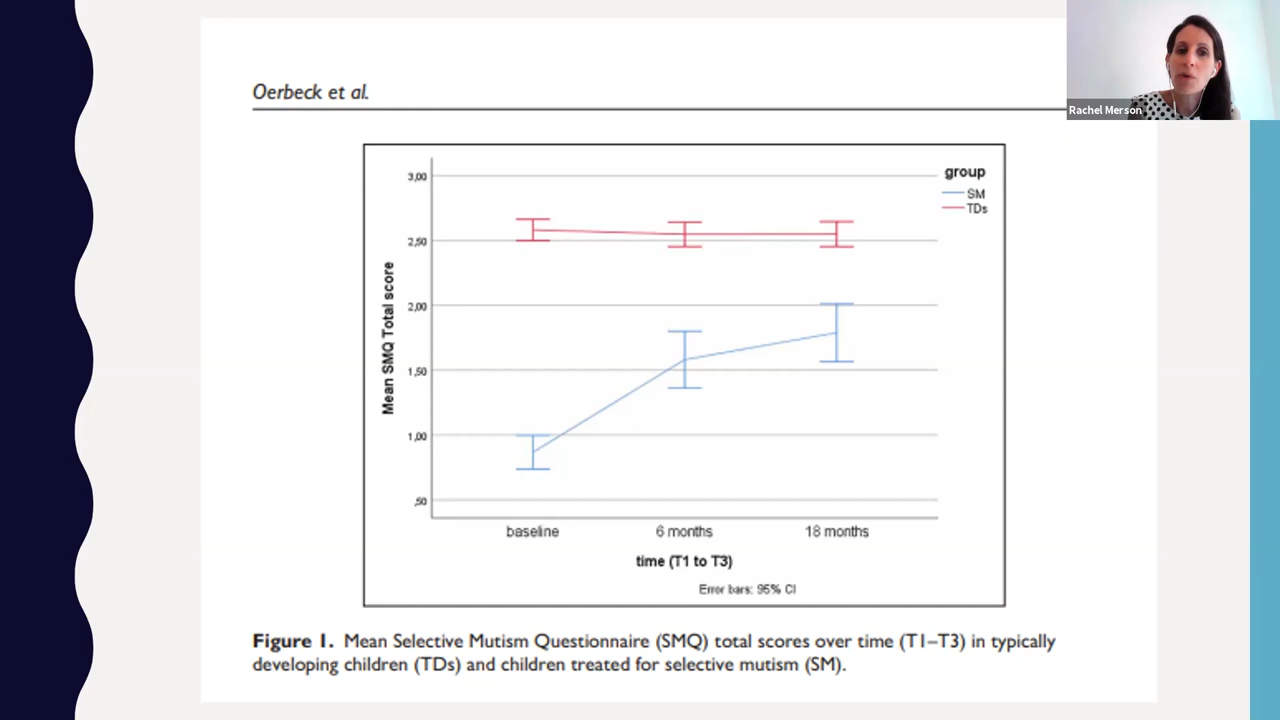 Rachel Merson
Oerbeck et al.
group
SM
TDs
3,00
2,50
2,00
1,50
1,00
,50
Mean SMQ Total score
baseline
6 months
18 months
time (T1 to T3)
Error bars: 95% CI
Figure 1. Mean Selective Mutism Questionnaire (SMQ) total scores over time (T1–T3) in typically
developing children (TDs) and children treated for selective mutism (SM).